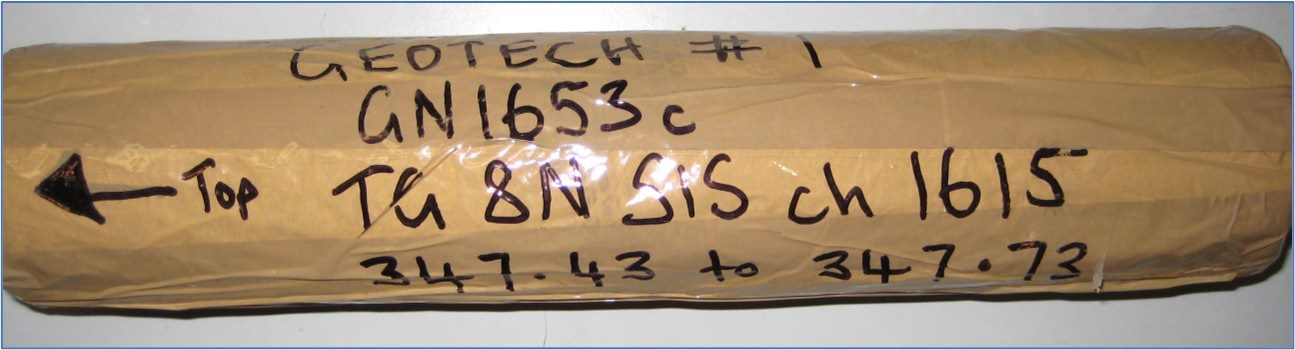 GEOTECH # 1
GN1653c
Top TG 8N SIS ch 1615
347.43 to 347.73